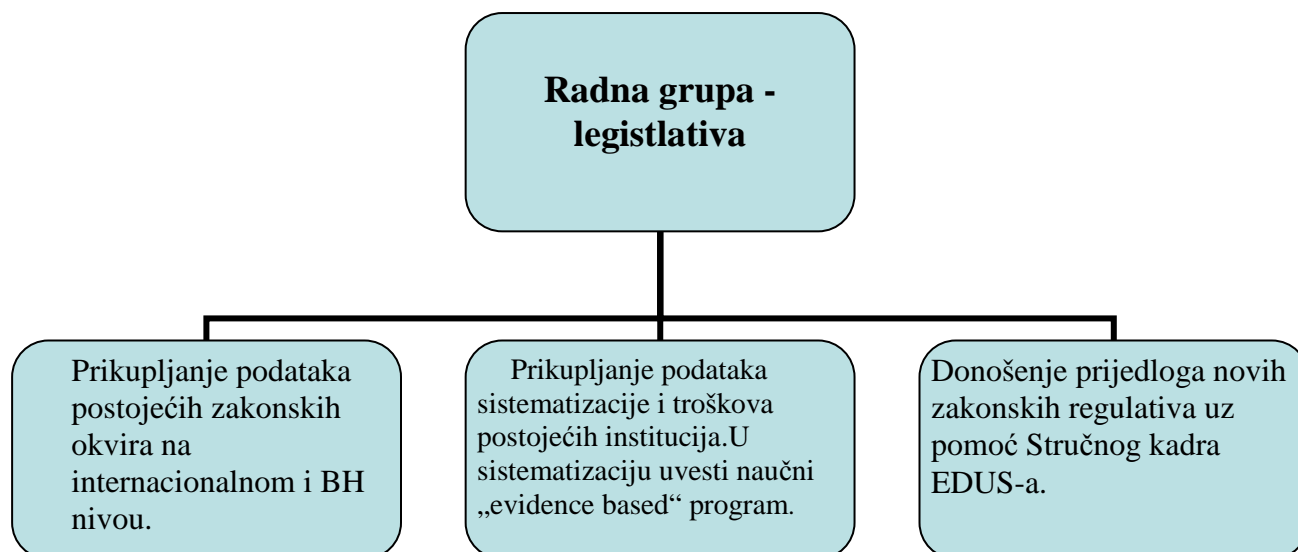 Radna grupa -
legistlativa
Prikupljanje podataka
postojećih zakonskih
okvira na
internacionalnom i BH
nivou.
Prikupljanje podataka
sistematizacije i troškova
postojećih institucija.U
sistematizaciju uvesti naučni
„evidence based“ program.
Donošenje prijedloga novih
zakonskih regulativa uz
pomoć Stručnog kadra
EDUS-a.